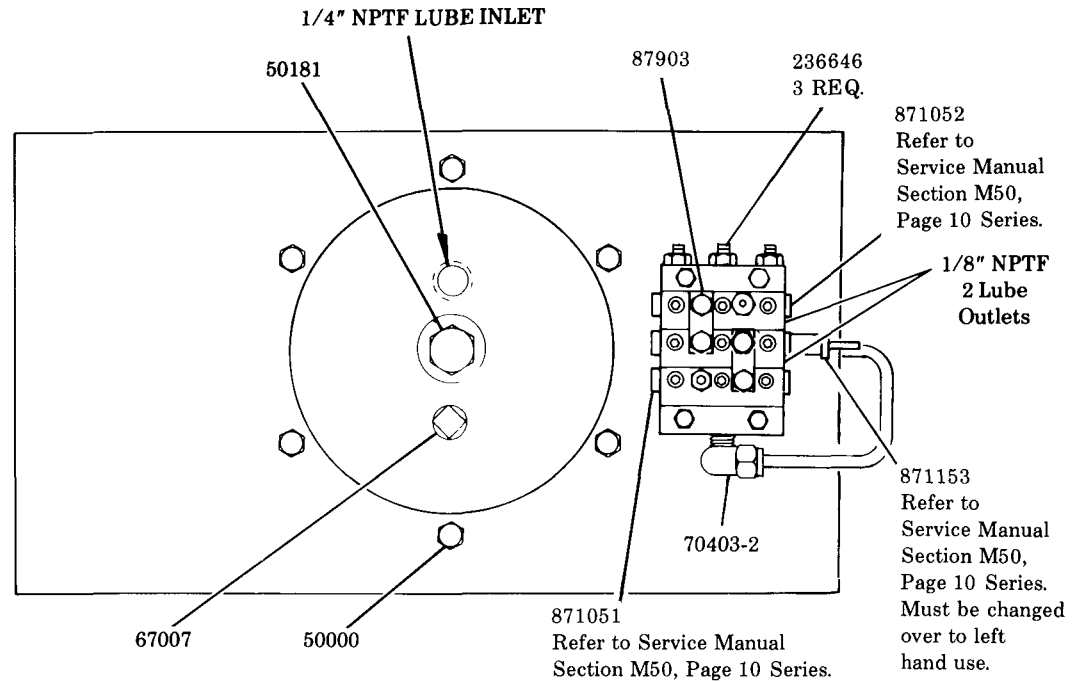 1/4" NPTF LUBE INLET
50181
87903
236646
3 REQ.
871052
Refer to
Service Manual
Section M50,
Page 10 Series.
1/8" NPTF
2 Lube
Outlets
871153
Refer to
Service Manual
Section M50,
Page 10 Series.
Must be changed
over to left
hand use.
70403-2
871051
Refer to Service Manual
Section M50, Page 10 Series.
67007
50000